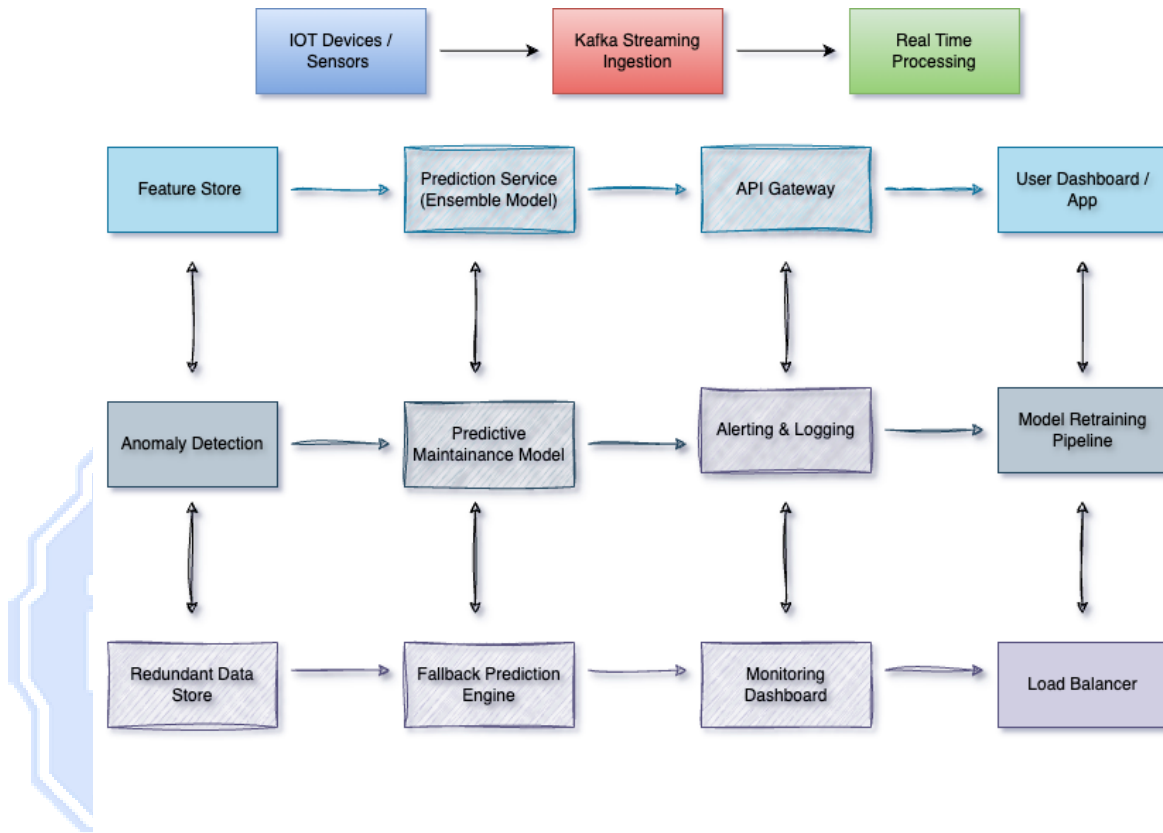 IOT Devices /
Sensors
Kafka Streaming
Ingestion
Real Time
Processing
Feature Store
Prediction Service
(Ensemble Model)
API Gateway
User Dashboard /
App
Anomaly Detection
Predictive
Maintainance Model
Alerting & Logging
Model Retraining
Pipeline
Redundant Data
Store
Fallback Prediction
Engine
Monitoring
Dashboard
Load Balancer